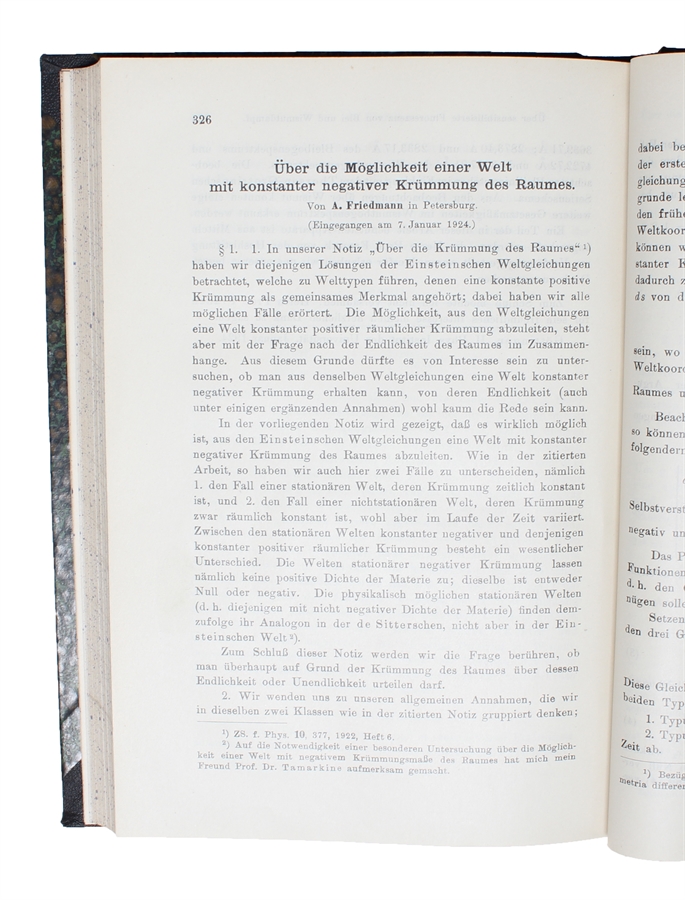 326
Über die Möglichkeit einer Welt
mit konstanter negativer Krümmung des Raumes.
Von A. Friedmann in Petersburg.
(Eingegangen am 7. Januar 1924.)
§ 1. 1. In unserer Notiz „Über die Krümmung des Raumes“ ¹)
haben wir diejenigen Lösungen der Einsteinschen Weltgleichungen
betrachtet, welche zu Welttypen führen, denen eine konstante positive
Krümmung als gemeinsames Merkmal angehört; dabei haben wir alle
möglichen Fälle erörtert. Die Möglichkeit, aus den Weltgleichungen
eine Welt konstanter positiver räumlicher Krümmung abzuleiten, steht
aber mit der Frage nach der Endlichkeit des Raumes im Zusammen-
hange. Aus diesem Grunde dürfte es von Interesse sein zu unter-
suchen, ob man aus denselben Weltgleichungen eine Welt konstanter
negativer Krümmung erhalten kann, von deren Endlichkeit (auch
unter einigen ergänzenden Annahmen) wohl kaum die Rede sein kann.
In der vorliegenden Notiz wird gezeigt, daß es wirklich möglich
ist, aus den Einsteinschen Weltgleichungen eine Welt mit konstanter
negativer Krümmung des Raumes abzuleiten. Wie in der zitierten
Arbeit, so haben wir auch hier zwei Fälle zu unterscheiden, nämlich
1. den Fall einer stationären Welt, deren Krümmung zeitlich konstant
ist, und 2. den Fall einer nichtstationären Welt, deren Krümmung
zwar räumlich konstant ist, wohl aber im Laufe der Zeit variiert.
Zwischen den stationären Welten konstanter negativer und denjenigen
konstanter positiver räumlicher Krümmung besteht ein wesentlicher
Unterschied. Die Welten stationärer negativer Krümmung lassen
nämlich keine positive Dichte der Materie zu; dieselbe ist entweder
Null oder negativ. Die physikalisch möglichen stationären Welten
(d. h. diejenigen mit nicht negativer Dichte der Materie) finden dem-
zufolge ihr Analogon in der de Sitterschen, nicht aber in der Ein-
steinschen Welt ²).
Zum Schluß dieser Notiz werden wir die Frage berühren, ob
man überhaupt auf Grund der Krümmung des Raumes über dessen
Endlichkeit oder Unendlichkeit urteilen darf.
2. Wir wenden uns zu unseren allgemeinen Annahmen, die wir
in dieselben zwei Klassen wie in der zitierten Notiz gruppiert denken;
¹) ZS. f. Phys. 10, 377, 1922, Heft 6.
²) Auf die Notwendigkeit einer besonderen Untersuchung über die Möglich-
keit einer Welt mit negativem Krümmungsmaße des Raumes hat mich mein
Freund Prof. Dr. Tamarkine aufmerksam gemacht.
dabei be
der erste
gleichung
grunde le
den frühe
Weltkoor
können w
stanter K
dadurch z
ds von d
sein, wo
Weltkoord
Raumes u
Beach
so können
folgendern
Selbstverst
negativ un
Das P
Funktionen
d. h. den
nügen solle
Setzen
den drei G
Diese Gleich
beiden Typ
1. Typu
2. Typu
Zeit ab.
¹) Bezüg
metria differen